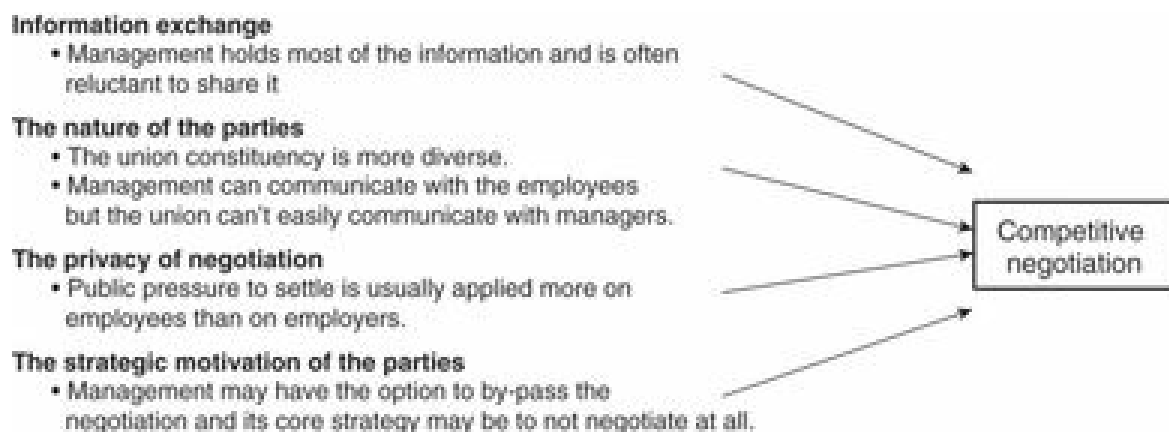 Information exchange
• Management holds most of the information and is often
reluctant to share it
The nature of the parties
• The union constituency is more diverse.
• Management can communicate with the employees
but the union can't easily communicate with managers.
The privacy of negotiation
• Public pressure to settle is usually applied more on
employees than on employers.
The strategic motivation of the parties
• Management may have the option to by-pass the
negotiation and its core strategy may be to not negotiate at all.
Competitive
negotiation